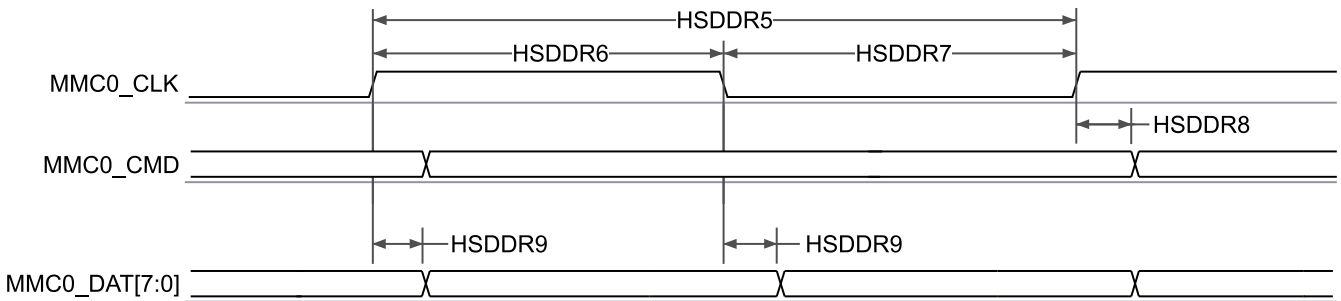 HSDDR5
HSDDR6 HSDDR7
MMC0_CLK
HSDDR8
MMC0_CMD
HSDDR9 HSDDR9
MMC0_DAT[7:0]